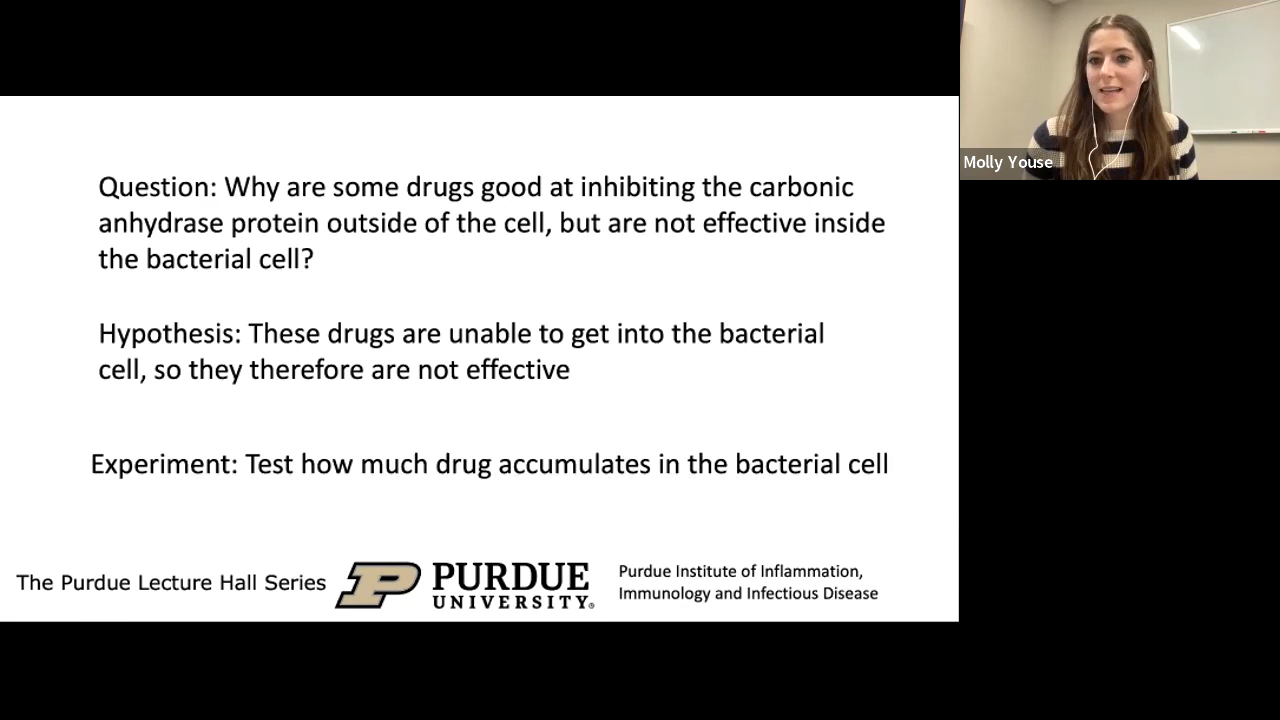 Question: Why are some drugs good at inhibiting the carbonic
anhydrase protein outside of the cell, but are not effective inside
the bacterial cell?
Hypothesis: These drugs are unable to get into the bacterial
cell, so they therefore are not effective
Experiment: Test how much drug accumulates in the bacterial cell
The Purdue Lecture Hall Series
P
PURDUE
UNIVERSITY®
Purdue Institute of Inflammation,
Immunology and Infectious Disease
Molly Youse